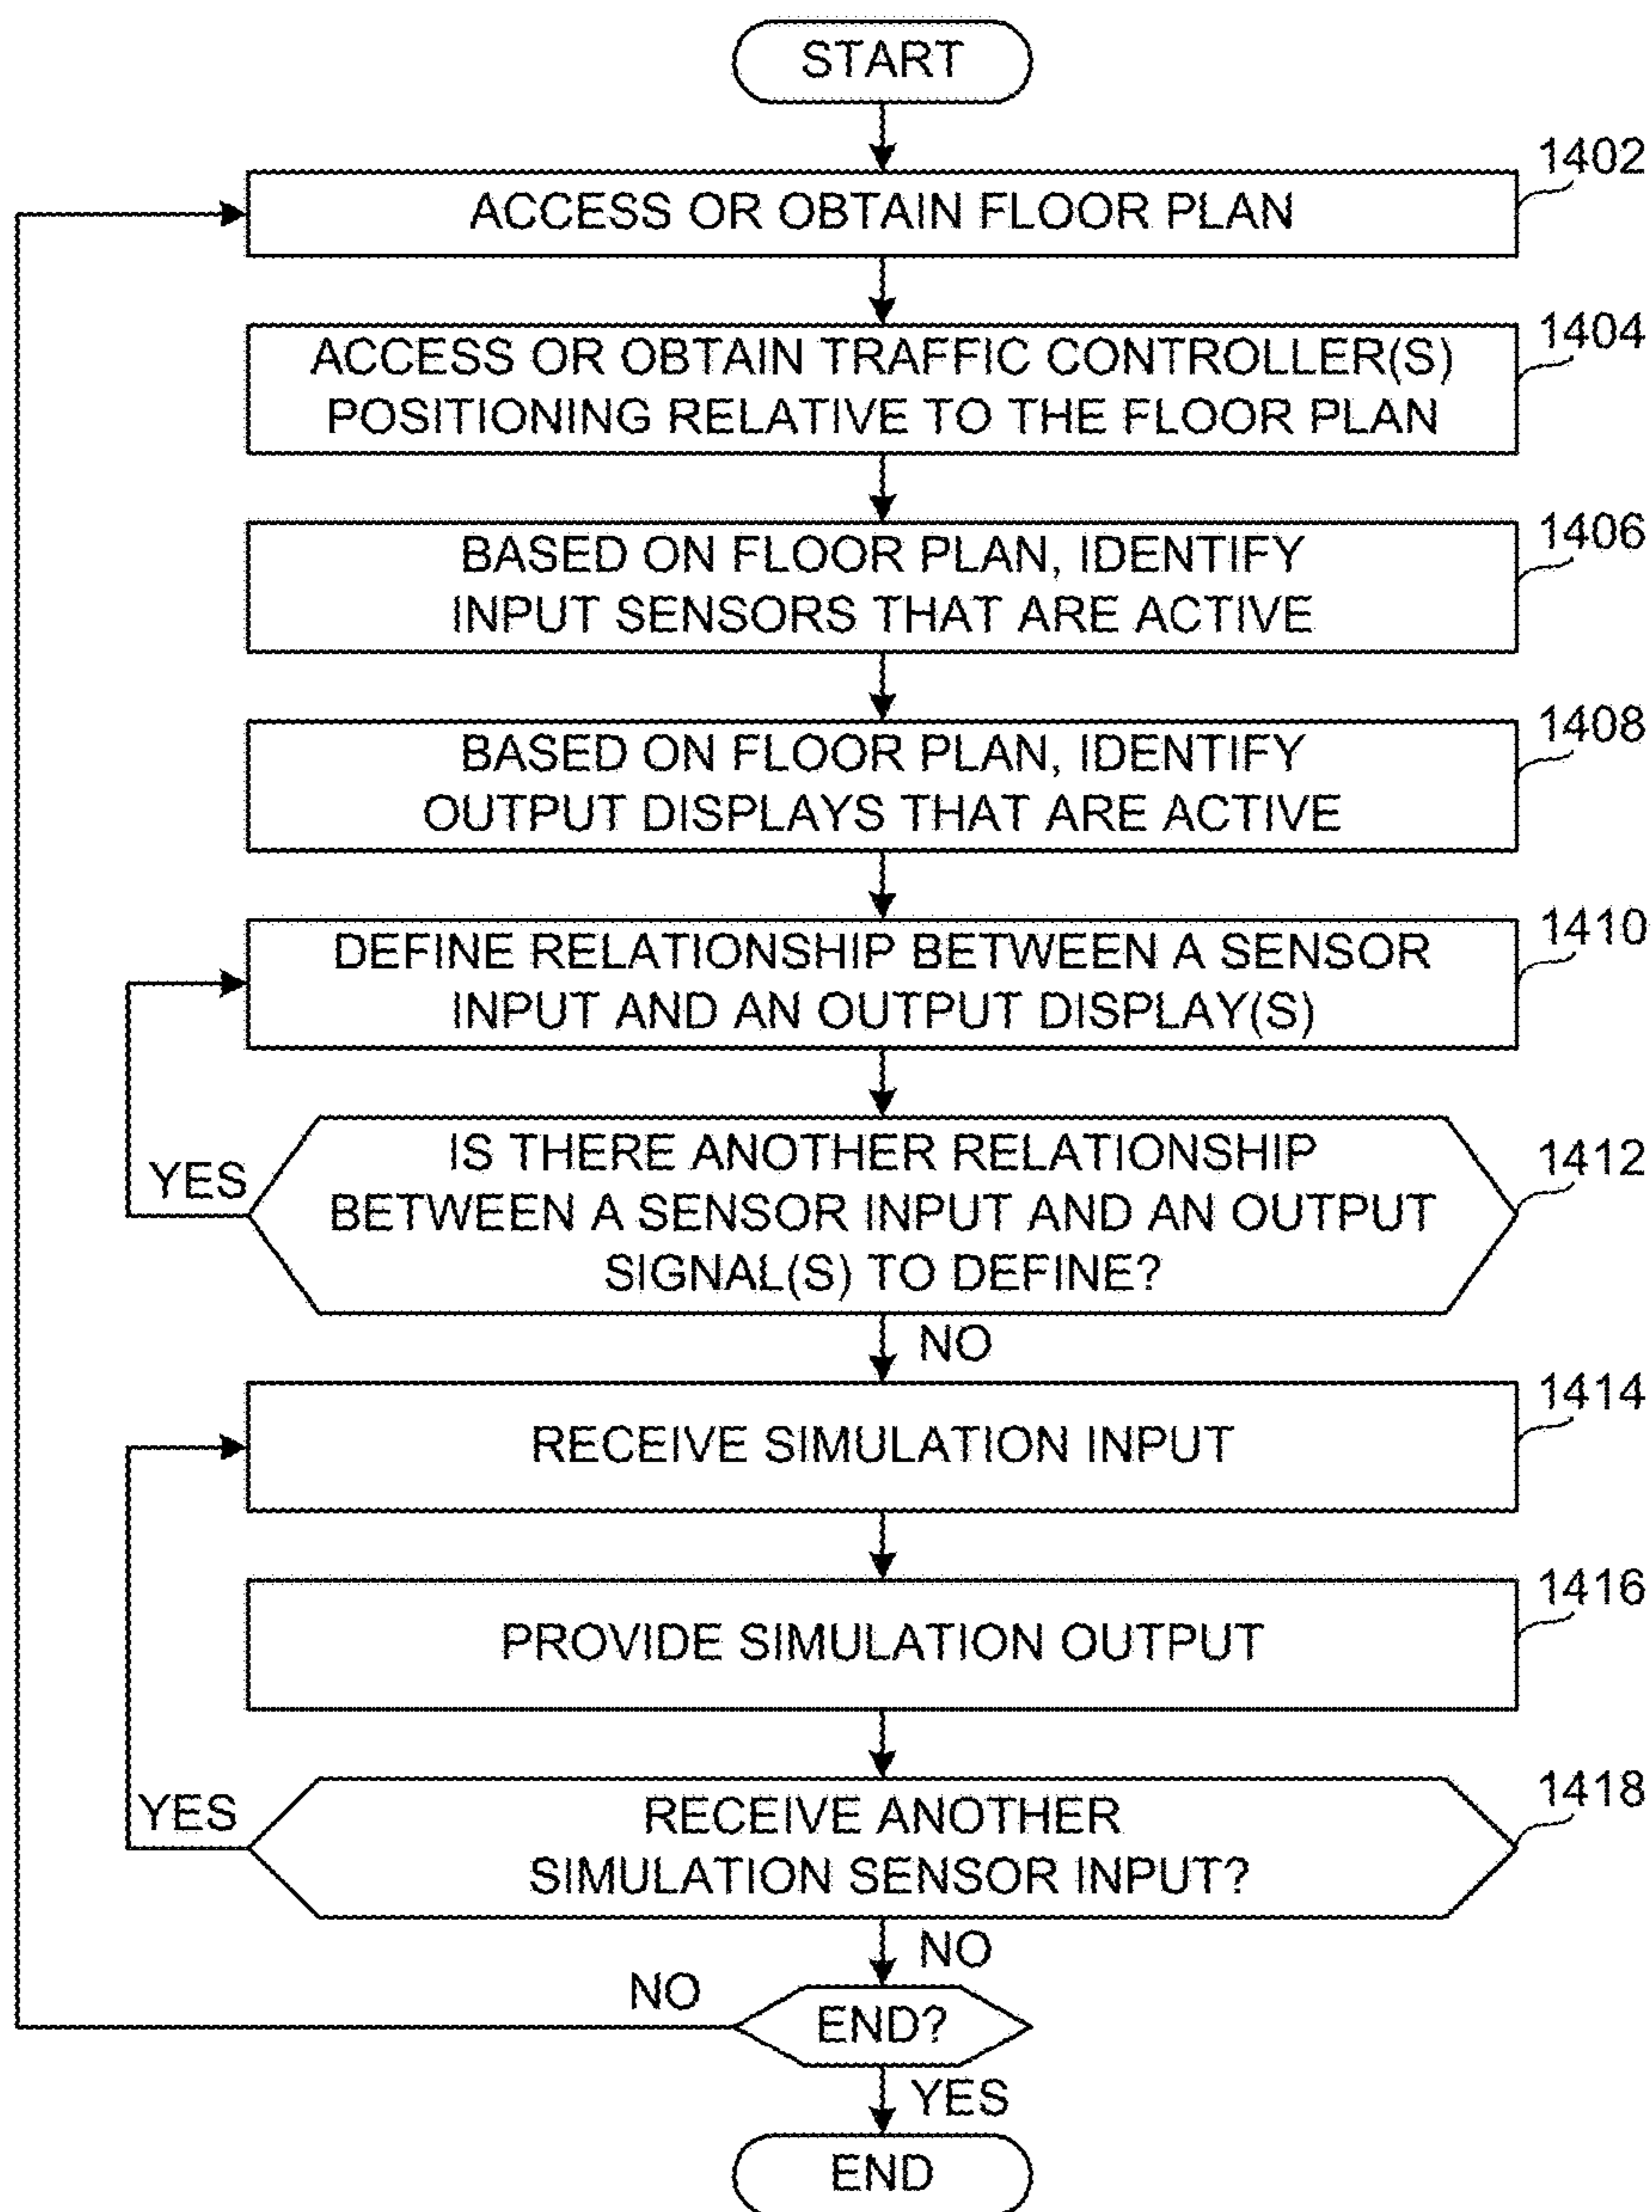 START
1402
ACCESS OR OBTAIN FLOOR PLAN
1404
ACCESS OR OBTAIN TRAFFIC CONTROLLER(S)
POSITIONING RELATIVE TO THE FLOOR PLAN
1406
BASED ON FLOOR PLAN, IDENTIFY
INPUT SENSORS THAT ARE ACTIVE
1408
BASED ON FLOOR PLAN, IDENTIFY
OUTPUT DISPLAYS THAT ARE ACTIVE
1410
DEFINE RELATIONSHIP BETWEEN A SENSOR
INPUT AND AN OUTPUT DISPLAY(S)
1412
IS THERE ANOTHER RELATIONSHIP
YES
BETWEEN A SENSOR INPUT AND AN OUTPUT
SIGNAL(S) TO DEFINE?
NO
1414
RECEIVE SIMULATION INPUT
1416
PROVIDE SIMULATION OUTPUT
1418
YES
RECEIVE ANOTHER
SIMULATION SENSOR INPUT?
NO
NO
END?
YES
END